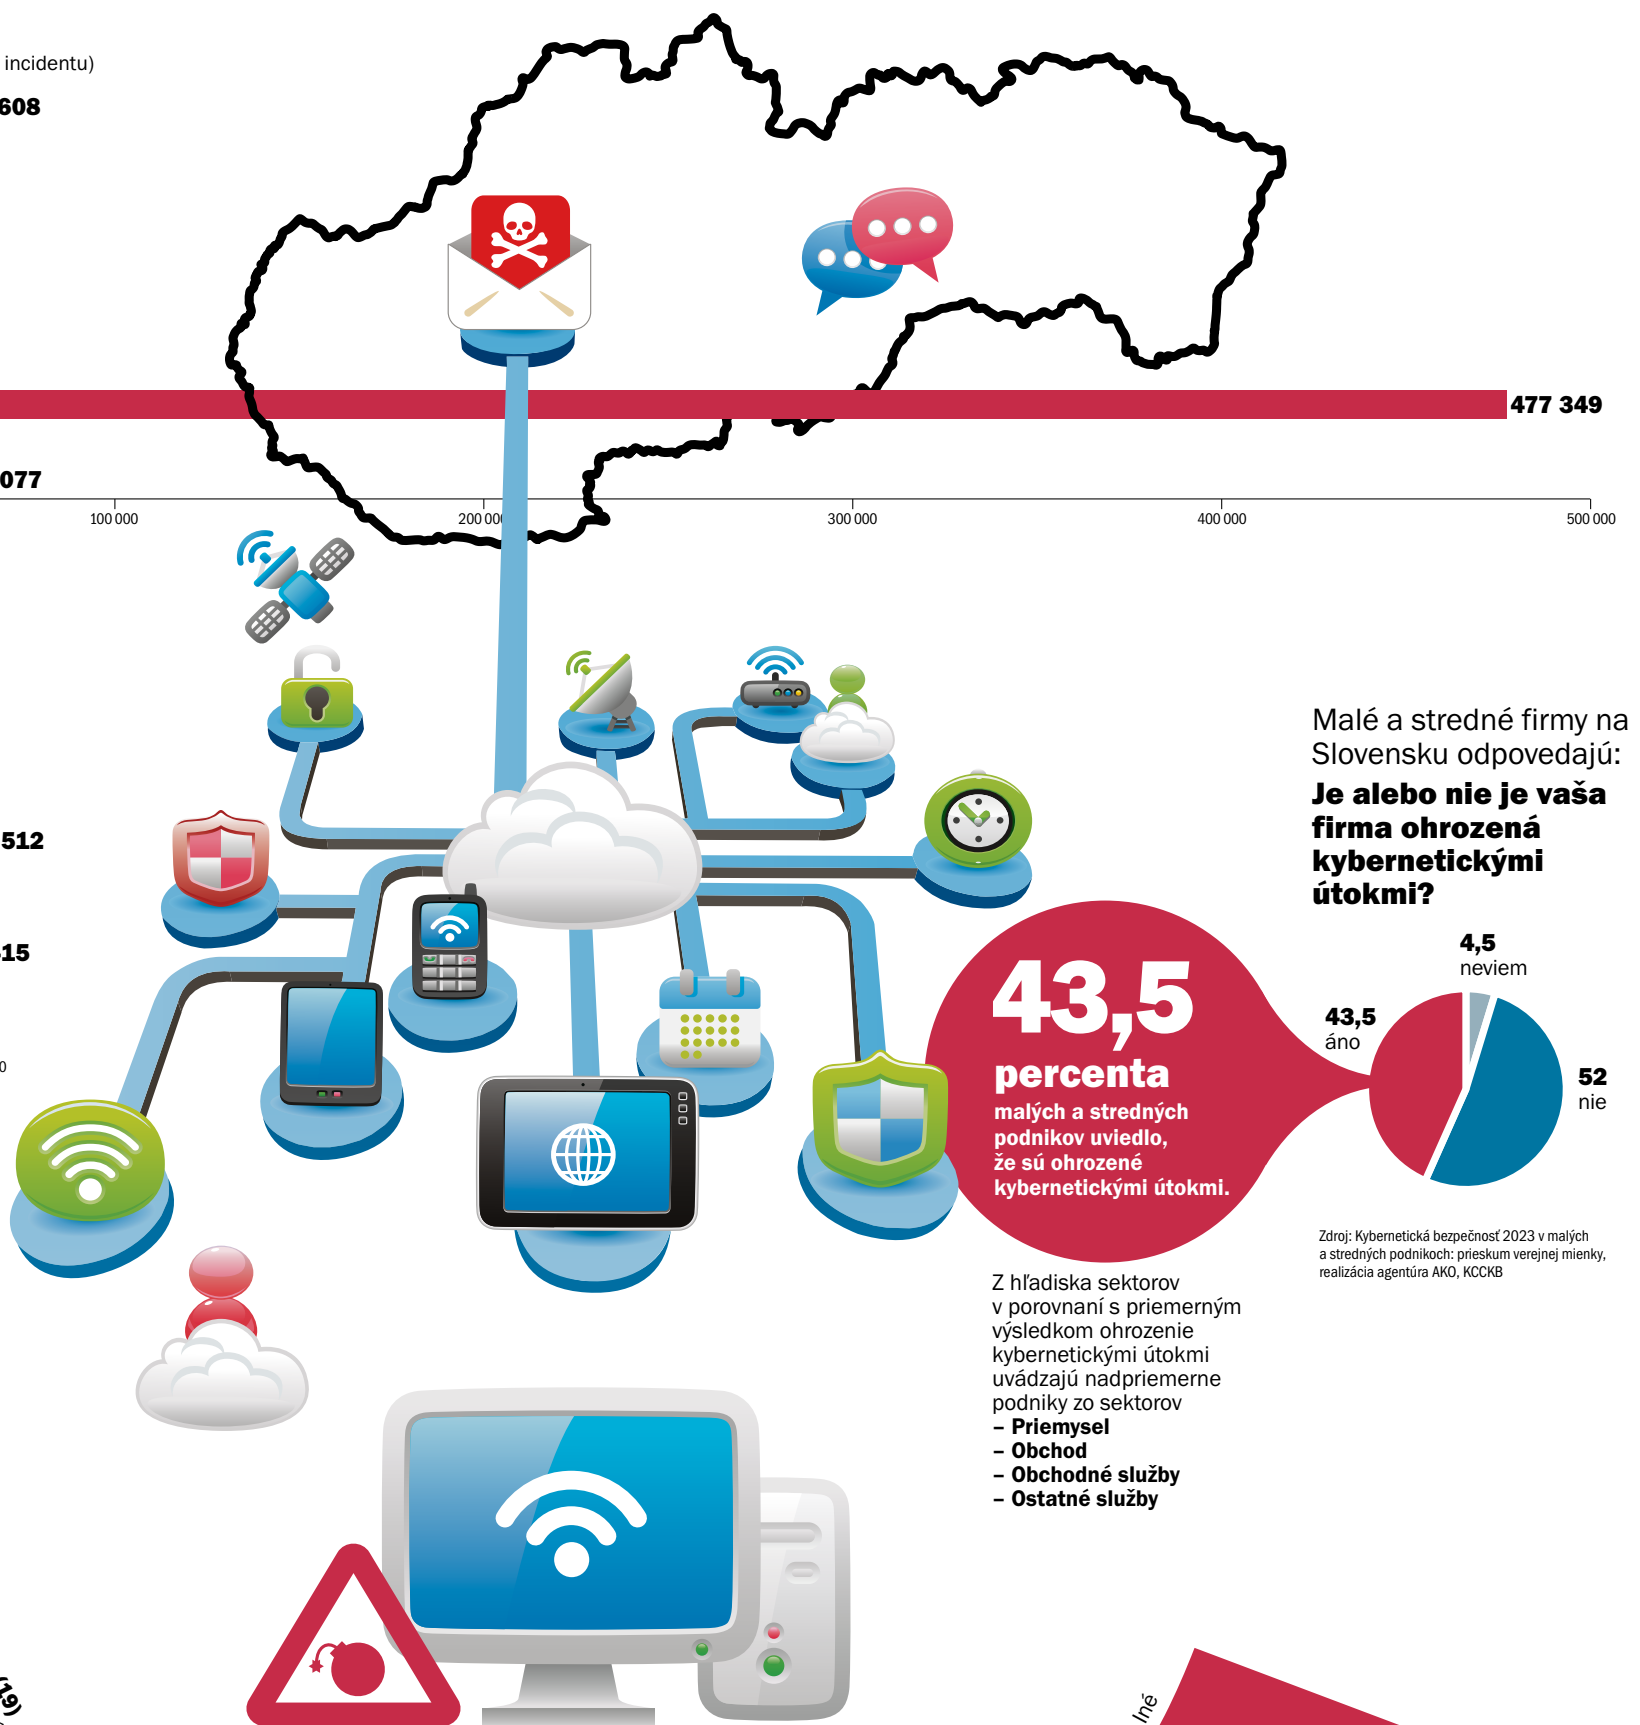 incidentu)
608
477 349
077
100 000
200 000
300 000
400 000
500 000
512
15
0
Malé a stredné firmy na
Slovensku odpovedajú:
Je alebo nie je vaša
firma ohrozená
kybernetickými
útokmi?
4,5
neviem
43,5
áno
52
nie
43,5
percenta
malých a stredných
podnikov uviedlo,
že sú ohrozené
kybernetickými útokmi.
Zdroj: Kybernetická bezpečnosť 2023 v malých
a stredných podnikoch: prieskum verejnej mienky,
realizácia agentúra AKO, KCCKB
Z hľadiska sektorov
v porovnaní s priemerným
výsledkom ohrozenie
kybernetickými útokmi
uvádzajú nadpriemerne
podniky zo sektorov
– Priemysel
– Obchod
– Obchodné služby
– Ostatné služby
19)
Iné